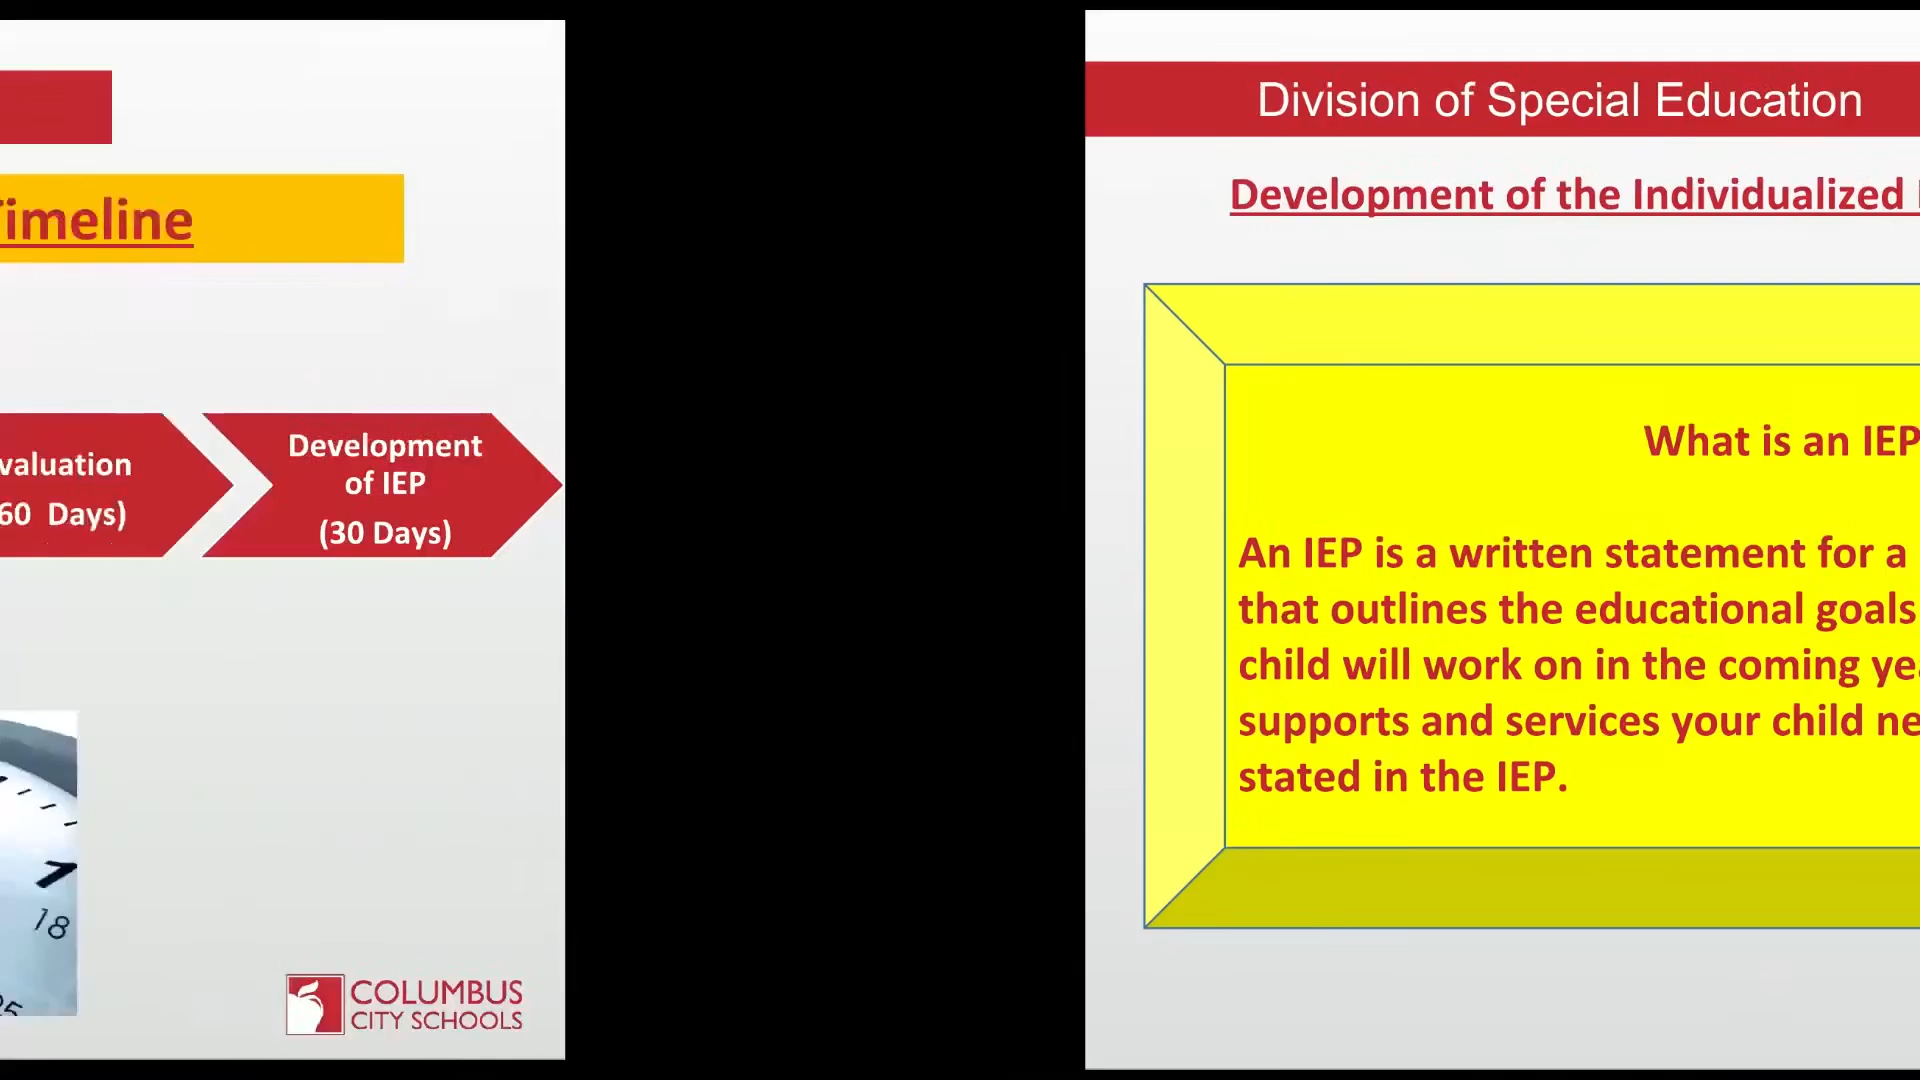 Timeline
valuation
60 Days)
Development
of IEP
(30 Days)
18
COLUMBUS
CITY SCHOOLS
Division of Special Education
Development of the Individualized
What is an IEP
An IEP is a written statement for a
that outlines the educational goals
child will work on in the coming yea
supports and services your child ne
stated in the IEP.